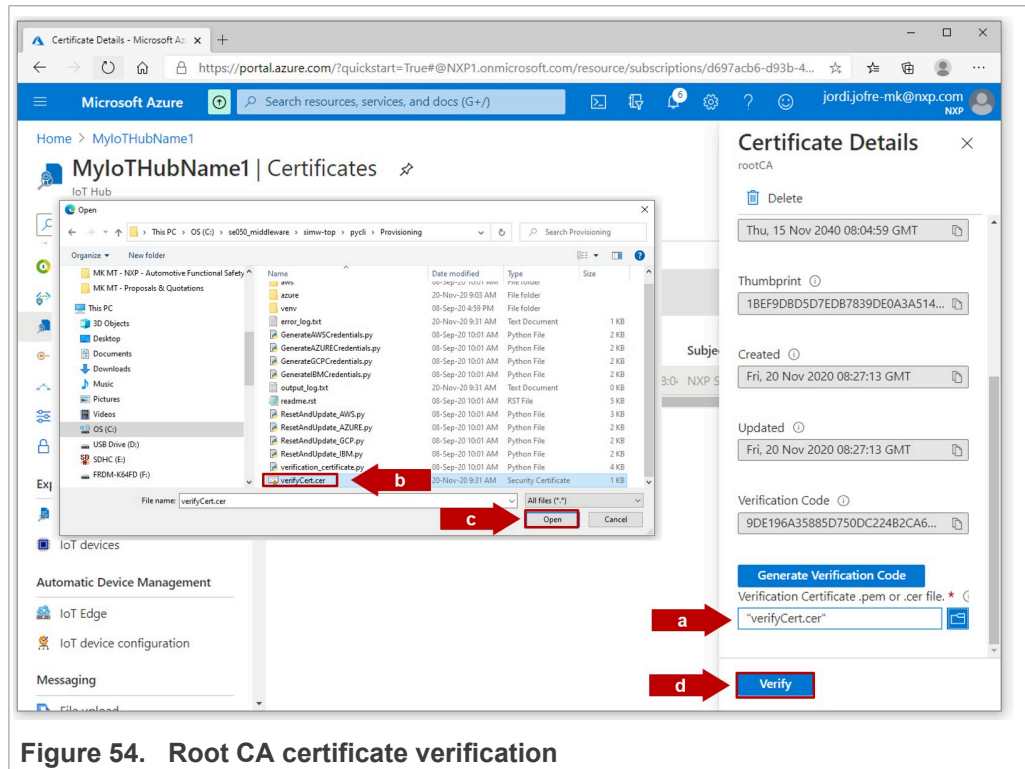 Certificate Details - Microsoft Az
https://portal.azure.com/?quickstart=True#@NXP1.onmicrosoft.com/resource/subscriptions/d697acb6-d93b-4...
Microsoft Azure
Search resources, services, and docs (G+/)
6
jordi.jofre-mk@nxp.com
NXP
Home > MyIoTHubName1
MyIoTHubName1 | Certificates
IoT Hub
Open
This PC > OS (C:) > se050_middleware > simw-top > pycli > Provisioning
Search Provisioning
Organize
New folder
MK MT - NXP - Automotive Functional Safety
MK MT - Proposals & Quotations
This PC
3D Objects
Desktop
Documents
Downloads
Music
Pictures
Videos
OS (C:)
USB Drive (D:)
SDHC (E:)
FRDM-K64FD (F:)
Name Date modified Type Size
aws 08-Sep-20 10:01 AM File folder
azure 20-Nov-20 9:03 AM File folder
venv 08-Sep-20 4:59 PM File folder
error_log.txt 20-Nov-20 9:31 AM Text Document 1 KB
GenerateAWSCredentials.py 08-Sep-20 10:01 AM Python File 2 KB
GenerateAZURECredentials.py 08-Sep-20 10:01 AM Python File 2 KB
GenerateGCPCredentials.py 08-Sep-20 10:01 AM Python File 2 KB
GenerateIBMCredentials.py 08-Sep-20 10:01 AM Python File 2 KB
output_log.txt 20-Nov-20 9:31 AM Text Document 0 KB
readme.rst 08-Sep-20 10:01 AM RST File 5 KB
ResetAndUpdate_AWS.py 08-Sep-20 10:01 AM Python File 3 KB
ResetAndUpdate_AZURE.py 08-Sep-20 10:01 AM Python File 2 KB
ResetAndUpdate_GCP.py 08-Sep-20 10:01 AM Python File 2 KB
ResetAndUpdate_IBM.py 08-Sep-20 10:01 AM Python File 2 KB
verification_certificate.py 08-Sep-20 10:01 AM Python File 4 KB
verifyCert.cer b 20-Nov-20 9:31 AM Security Certificate 1 KB
File name: verifyCert.cer All files (*.*)
c Open Cancel
Subje
NXP S
Exp
IoT devices
Automatic Device Management
IoT Edge
IoT device configuration
Messaging
File upload
Certificate Details
rootCA
Delete
Thu, 15 Nov 2040 08:04:59 GMT
Thumbprint
1BEF9DBD5D7EDB7839DE0A3A514...
Created
Fri, 20 Nov 2020 08:27:13 GMT
Updated
Fri, 20 Nov 2020 08:27:13 GMT
Verification Code
9DE196A35885D750DC224B2CA6...
Generate Verification Code
Verification Certificate .pem or .cer file. *
a "verifyCert.cer"
d Verify
Figure 54. Root CA certificate verification